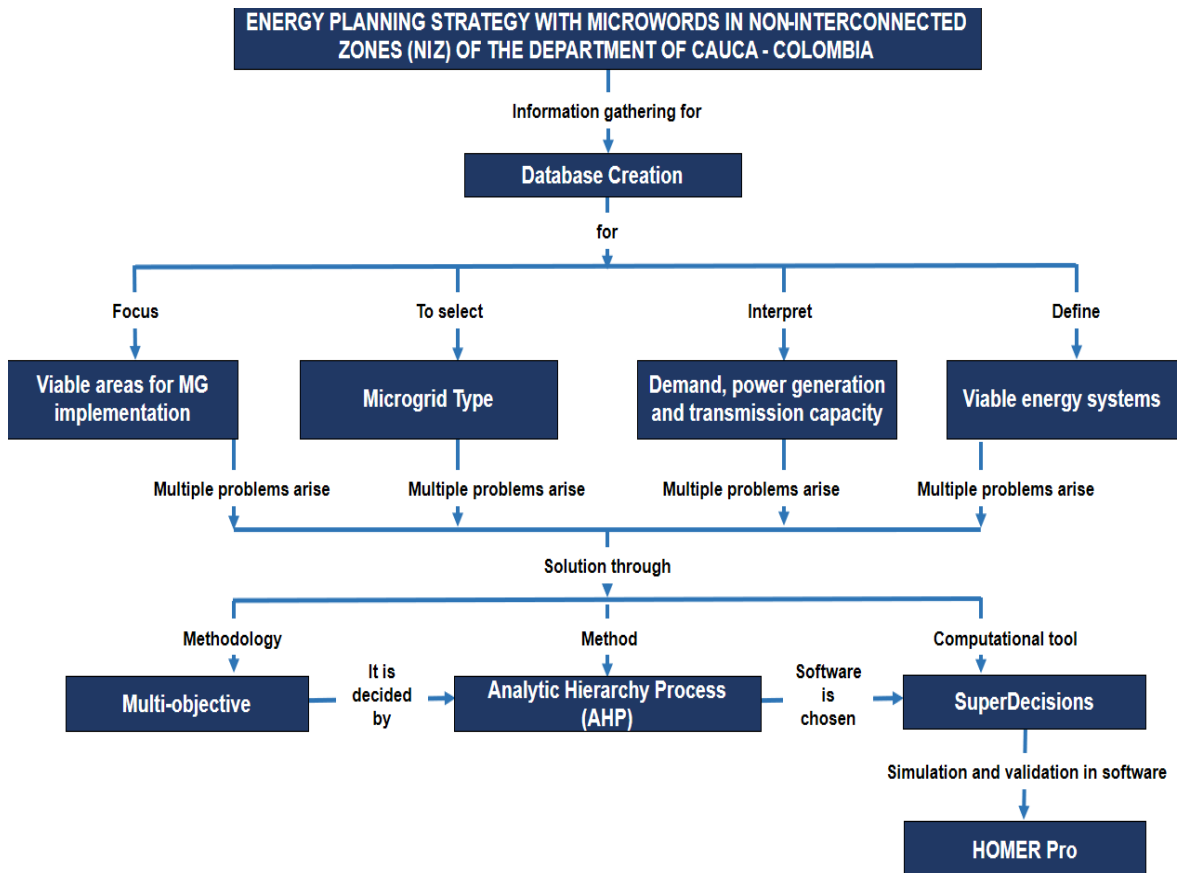 ENERGY PLANNING STRATEGY WITH MICROWORDS IN NON-INTERCONNECTED
ZONES (NIZ) OF THE DEPARTMENT OF CAUCA - COLOMBIA
Information gathering for
Database Creation
for
Focus
To select
Interpret
Define
Viable areas for MG
implementation
Microgrid Type
Demand, power generation
and transmission capacity
Viable energy systems
Multiple problems arise
Multiple problems arise
Multiple problems arise
Multiple problems arise
Solution through
Methodology
Method
Computational tool
Multi-objective
It is
decided
by
Analytic Hierarchy Process
(AHP)
Software
is
chosen
SuperDecisions
Simulation and validation in software
HOMER Pro